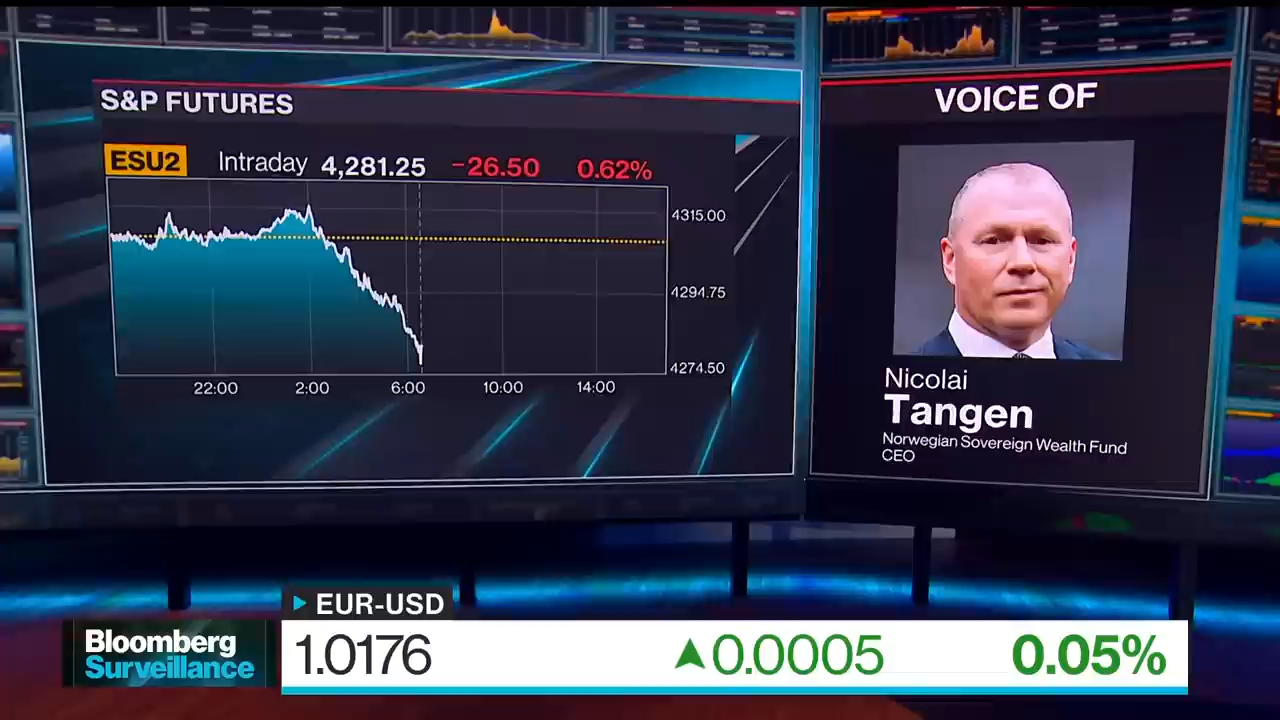 S&P FUTURES
ESU2 Intraday 4,281.25 −26.50 0.62%
4315.00
4294.75
4274.50
22:00 2:00 6:00 10:00 14:00
VOICE OF
Nicolai
Tangen
Norwegian Sovereign Wealth Fund
CEO
EUR-USD
Bloomberg
Surveillance
1.0176 ▲0.0005 0.05%